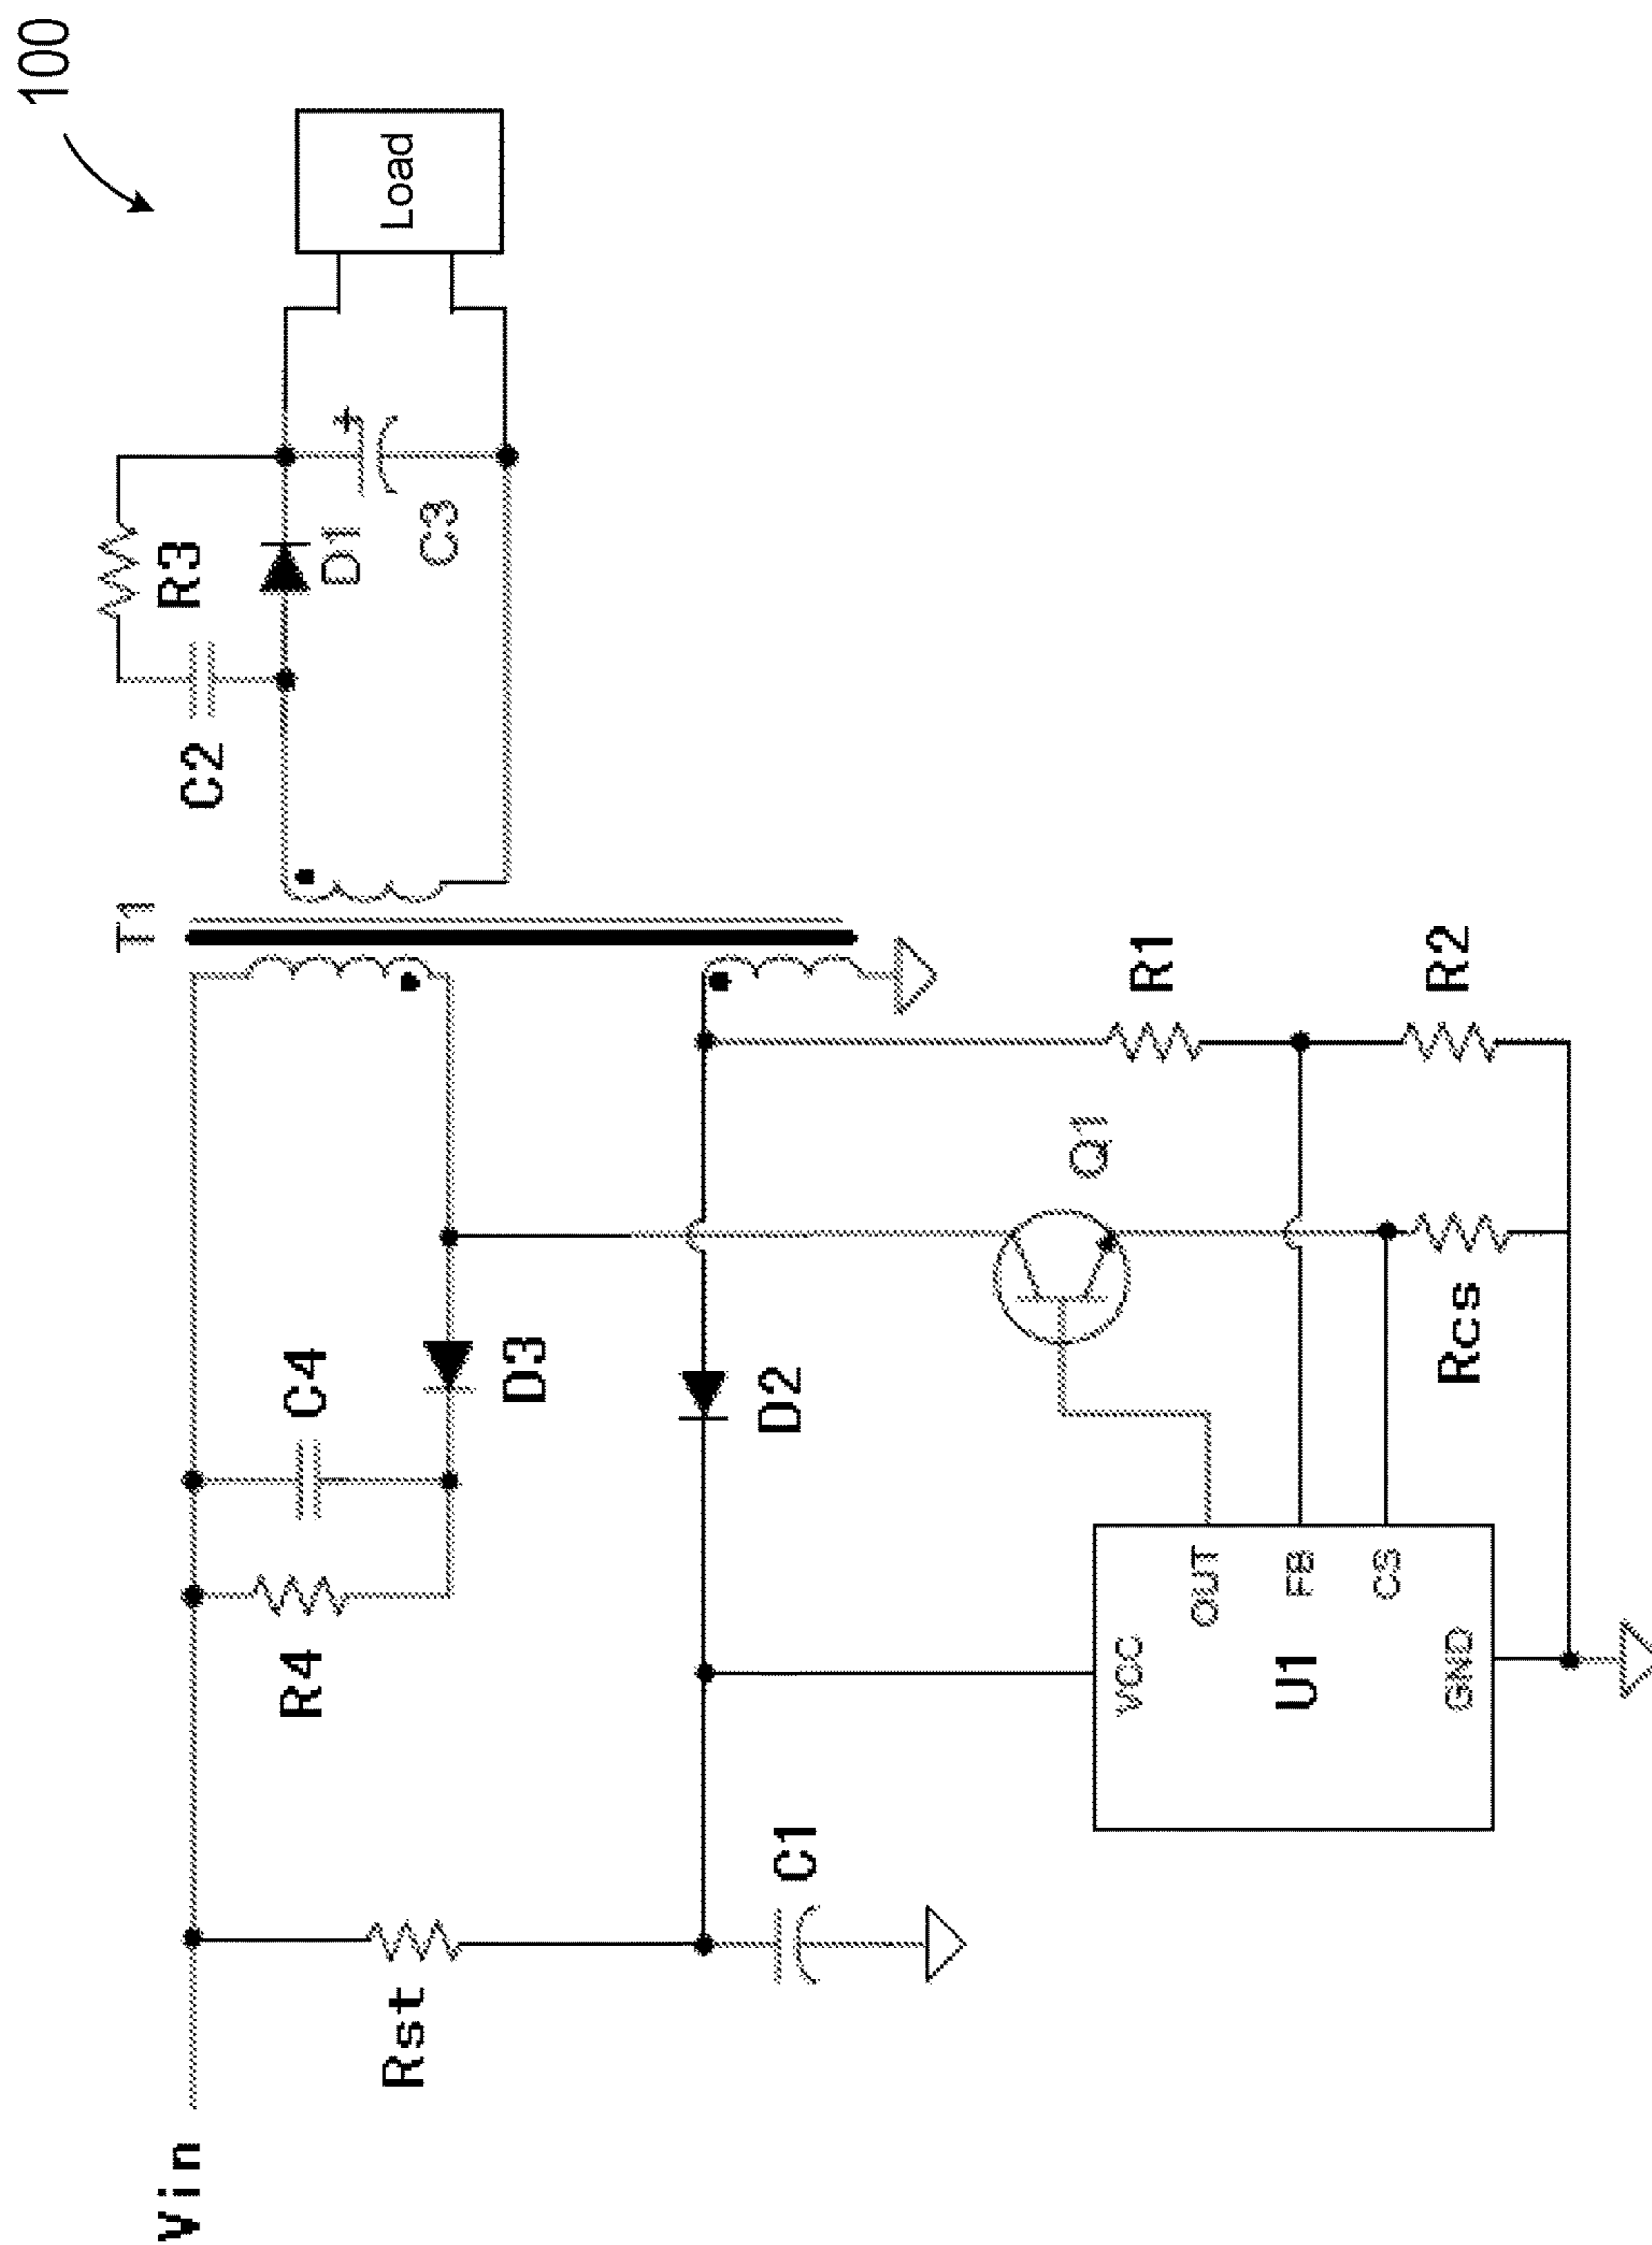 100
T1
C2
R3
D1
C3
Load
Vin
Rst
R4
C4
D3
D2
C1
Q1
R1
R2
Rcs
VCC
OUT
FB
CS
GND
U1